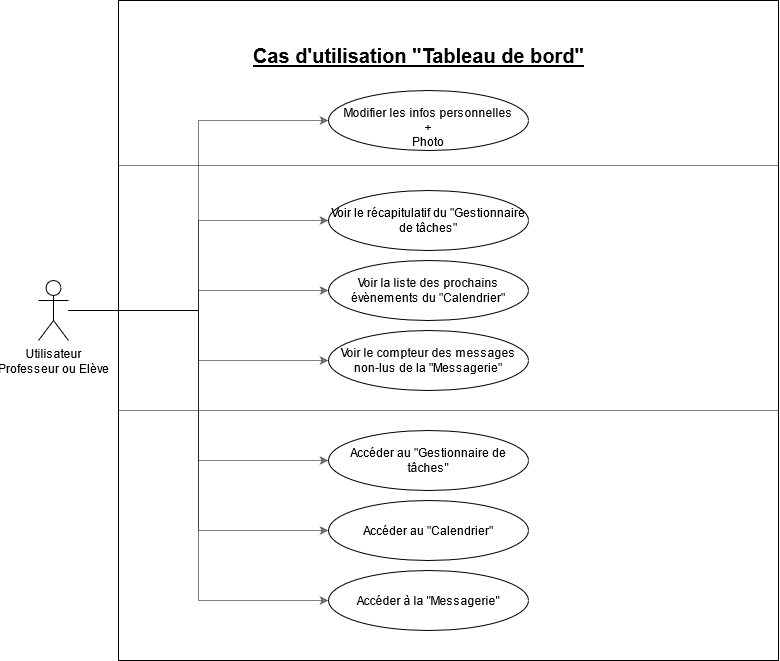 Cas d'utilisation "Tableau de bord"
Modifier les infos personnelles
+
Photo
Voir le récapitulatif du "Gestionnaire
de tâches"
Voir la liste des prochains
évènements du "Calendrier"
Utilisateur
Professeur ou Elève
Voir le compteur des messages
non-lus de la "Messagerie"
Accéder au "Gestionnaire de
tâches"
Accéder au "Calendrier"
Accéder à la "Messagerie"